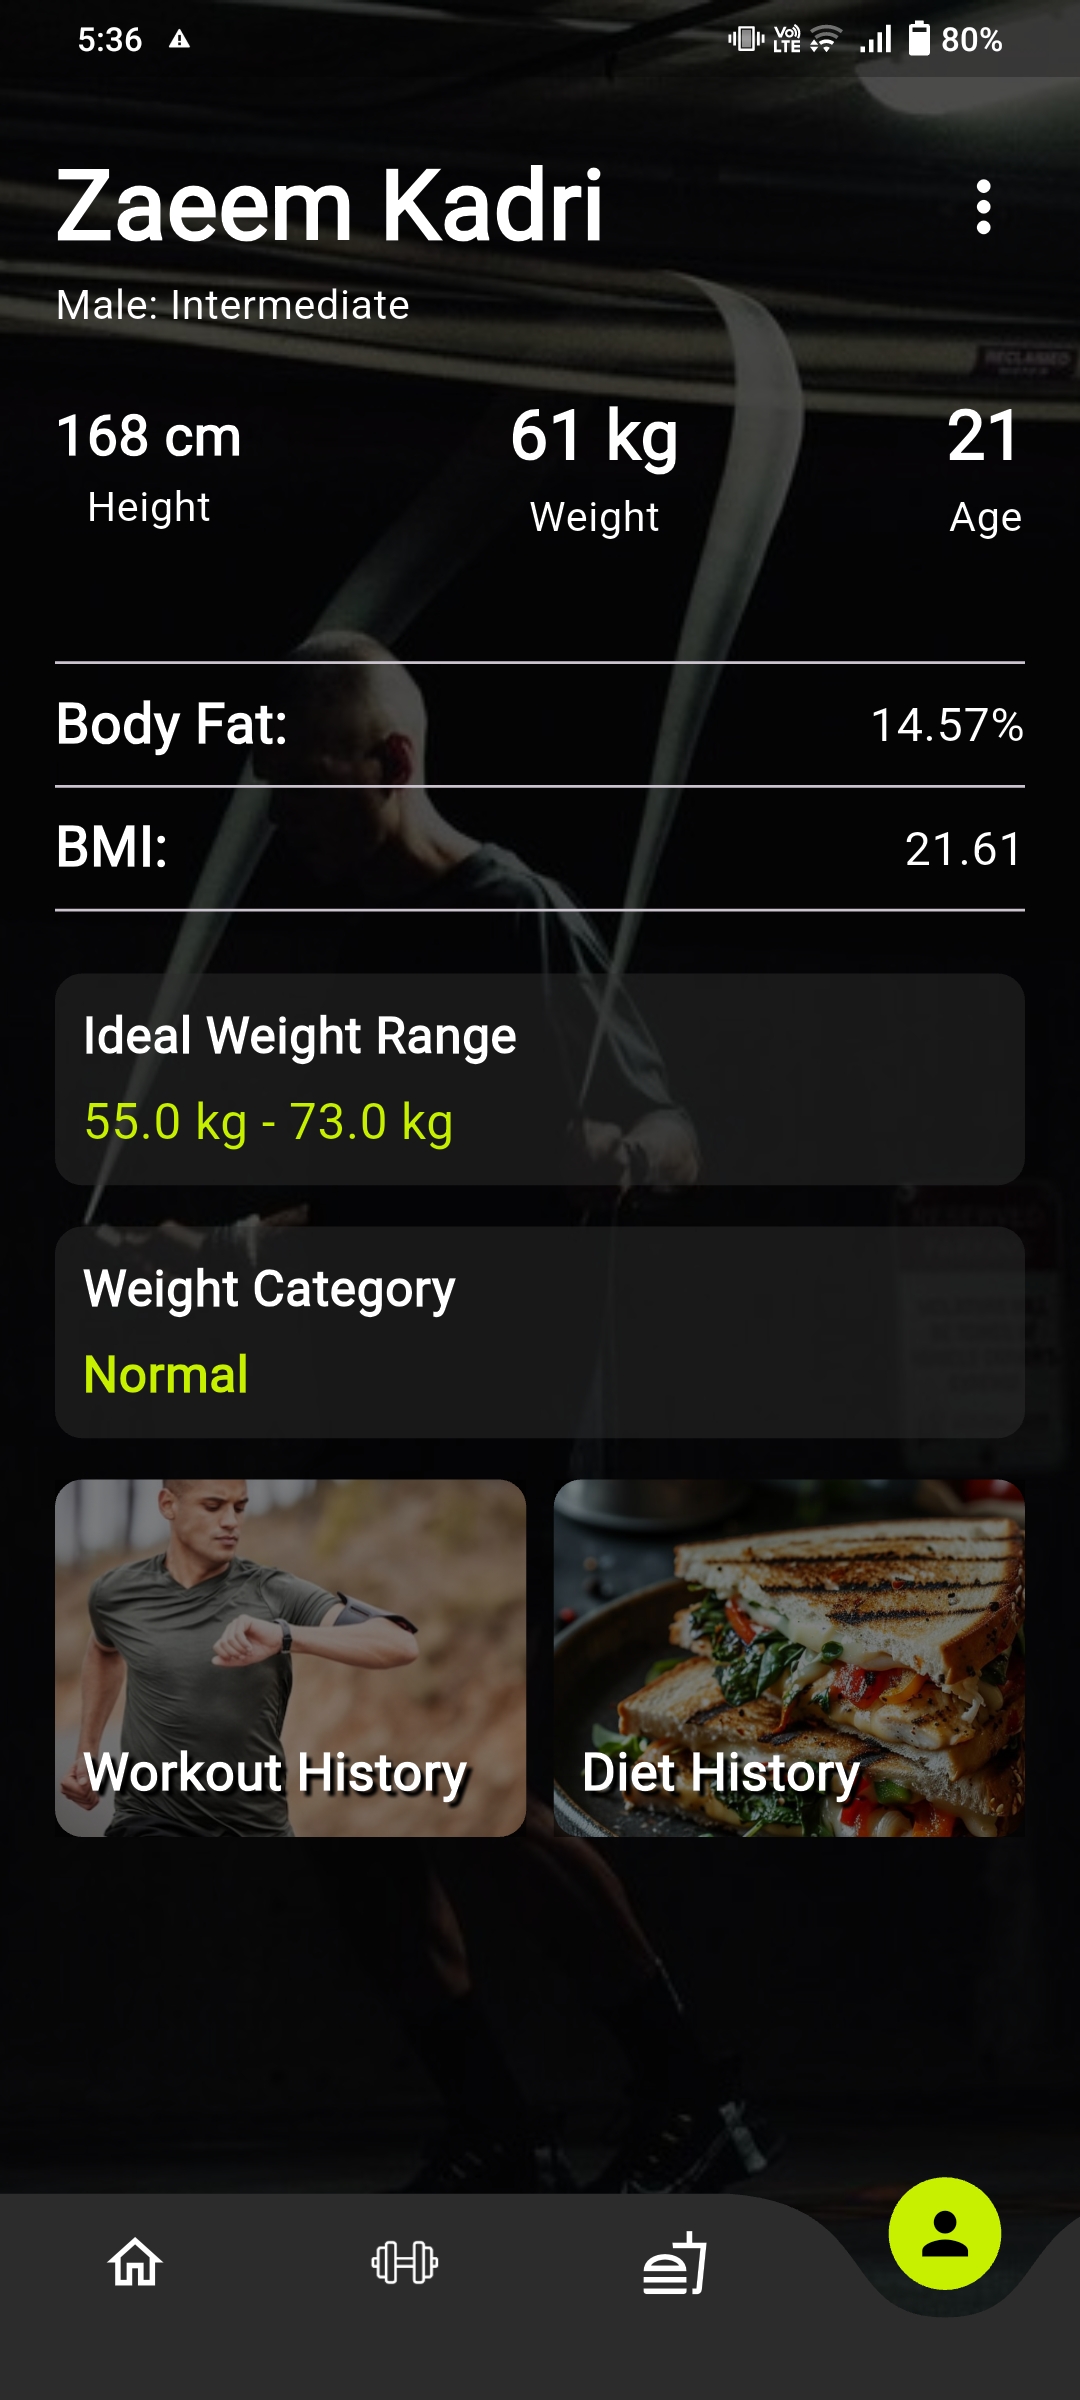 5:36 Vo)) LTE 80%
Zaeem Kadri
Male: Intermediate
168 cm 61 kg 21
Height Weight Age
Body Fat: 14.57%
BMI: 21.61
Ideal Weight Range
55.0 kg - 73.0 kg
Weight Category
Normal
Workout History Diet History